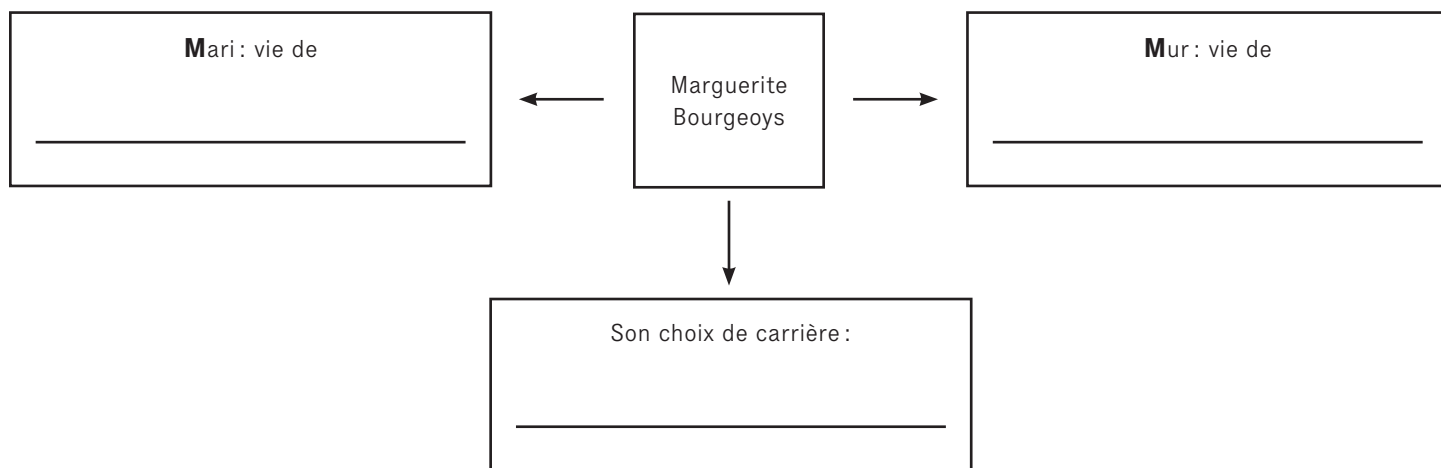 Mari : vie de
Marguerite
Bourgeoys
Mur : vie de
Son choix de carrière :